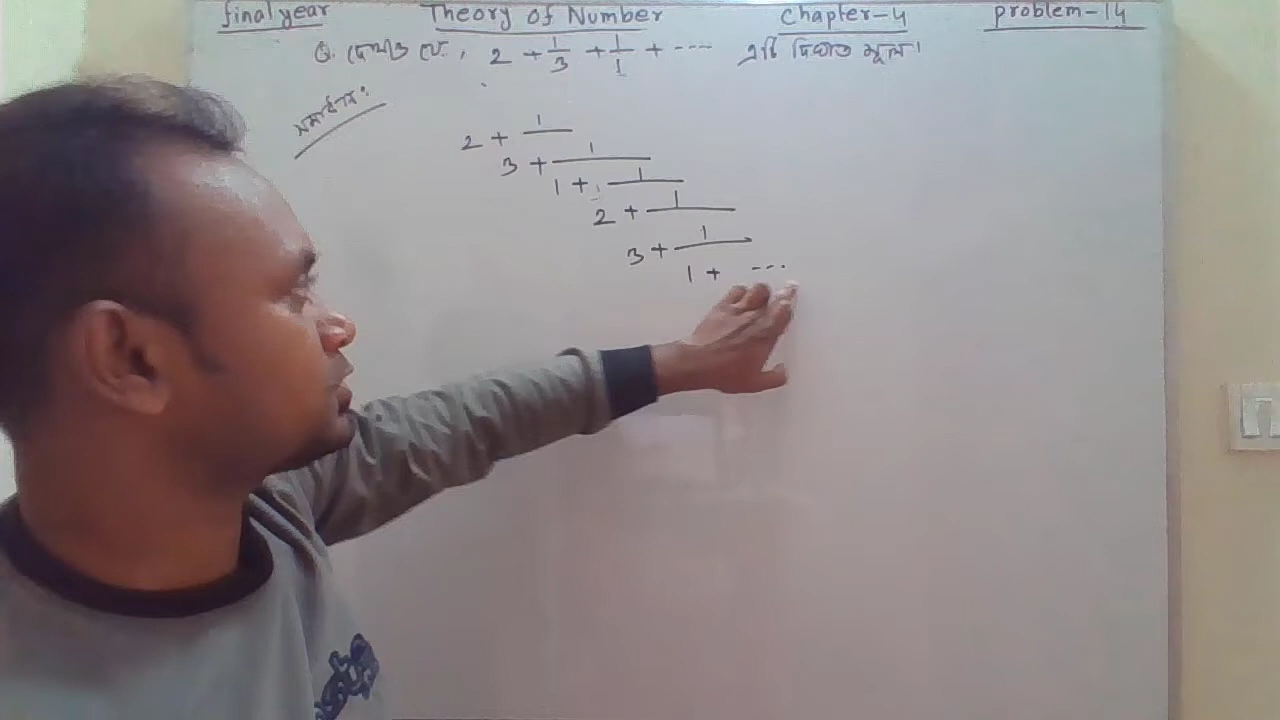 final year Theory of Number Chapter-4 problem-14
Q. দেখাও যে, 2 + 1/3 + 1/1 + ---- একটি দ্বিঘাত মূল।
সমাধান:
2 + 1
3 + 1
1 + 1
2 + 1
3 + 1
1 + ---